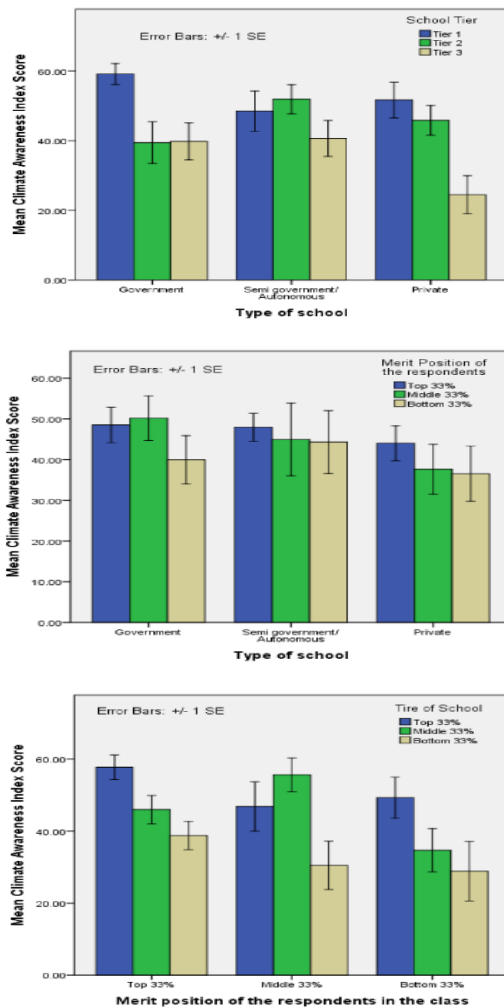 Error Bars: +/- 1 SE
School Tier
Tier 1
Tier 2
Tier 3
Mean Climate Awareness Index Score
60.00
40.00
20.00
0.00
Government
Semi government/
Autonomous
Private
Type of school
Error Bars: +/- 1 SE
Merit Position of
the respondents
Top 33%
Middle 33%
Bottom 33%
Mean Climate Awareness Index Score
60.00
50.00
40.00
30.00
20.00
10.00
0.00
Government
Semi government/
Autonomous
Private
Type of school
Error Bars: +/- 1 SE
Tire of School
Top 33%
Middle 33%
Bottom 33%
Mean Climate Awareness Index Score
60.00
40.00
20.00
0.00
Top 33%
Middle 33%
Bottom 33%
Merit position of the respondents in the class